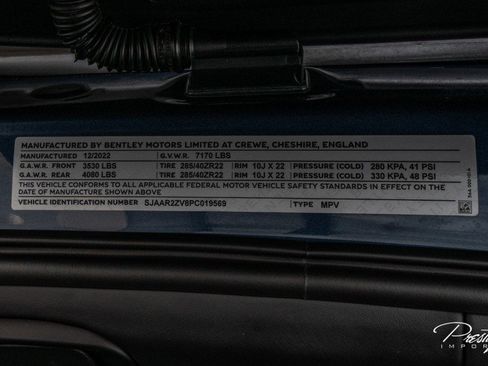 MANUFACTURED BY BENTLEY MOTORS LIMITED AT CREWE, CHESHIRE, ENGLAND
MANUFACTURED 12/2022 G.V.W.R. 7170 LBS
G.A.W.R. FRONT 3530 LBS TIRE 285/40ZR22 RIM 10J X 22 PRESSURE (COLD) 280 KPA, 41 PSI
G.A.W.R. REAR 4080 LBS TIRE 285/40ZR22 RIM 10J X 22 PRESSURE (COLD) 330 KPA, 48 PSI
THIS VEHICLE CONFORMS TO ALL APPLICABLE FEDERAL MOTOR VEHICLE SAFETY STANDARDS IN EFFECT ON THE
DATE OF MANUFACTURE SHOWN ABOVE
VEHICLE IDENTIFICATION NUMBER SJAAR2ZV8PC019569 TYPE MPV
Prestige
IMPORTS